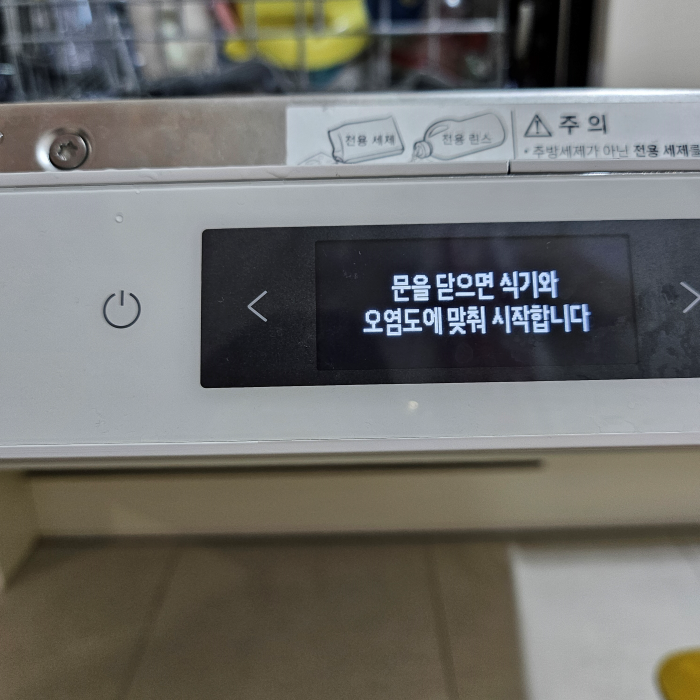 전용 세제
전용 린스
주 의
• 주방세제가 아닌 전용 세제를
문을 닫으면 식기와
오염도에 맞춰 시작합니다